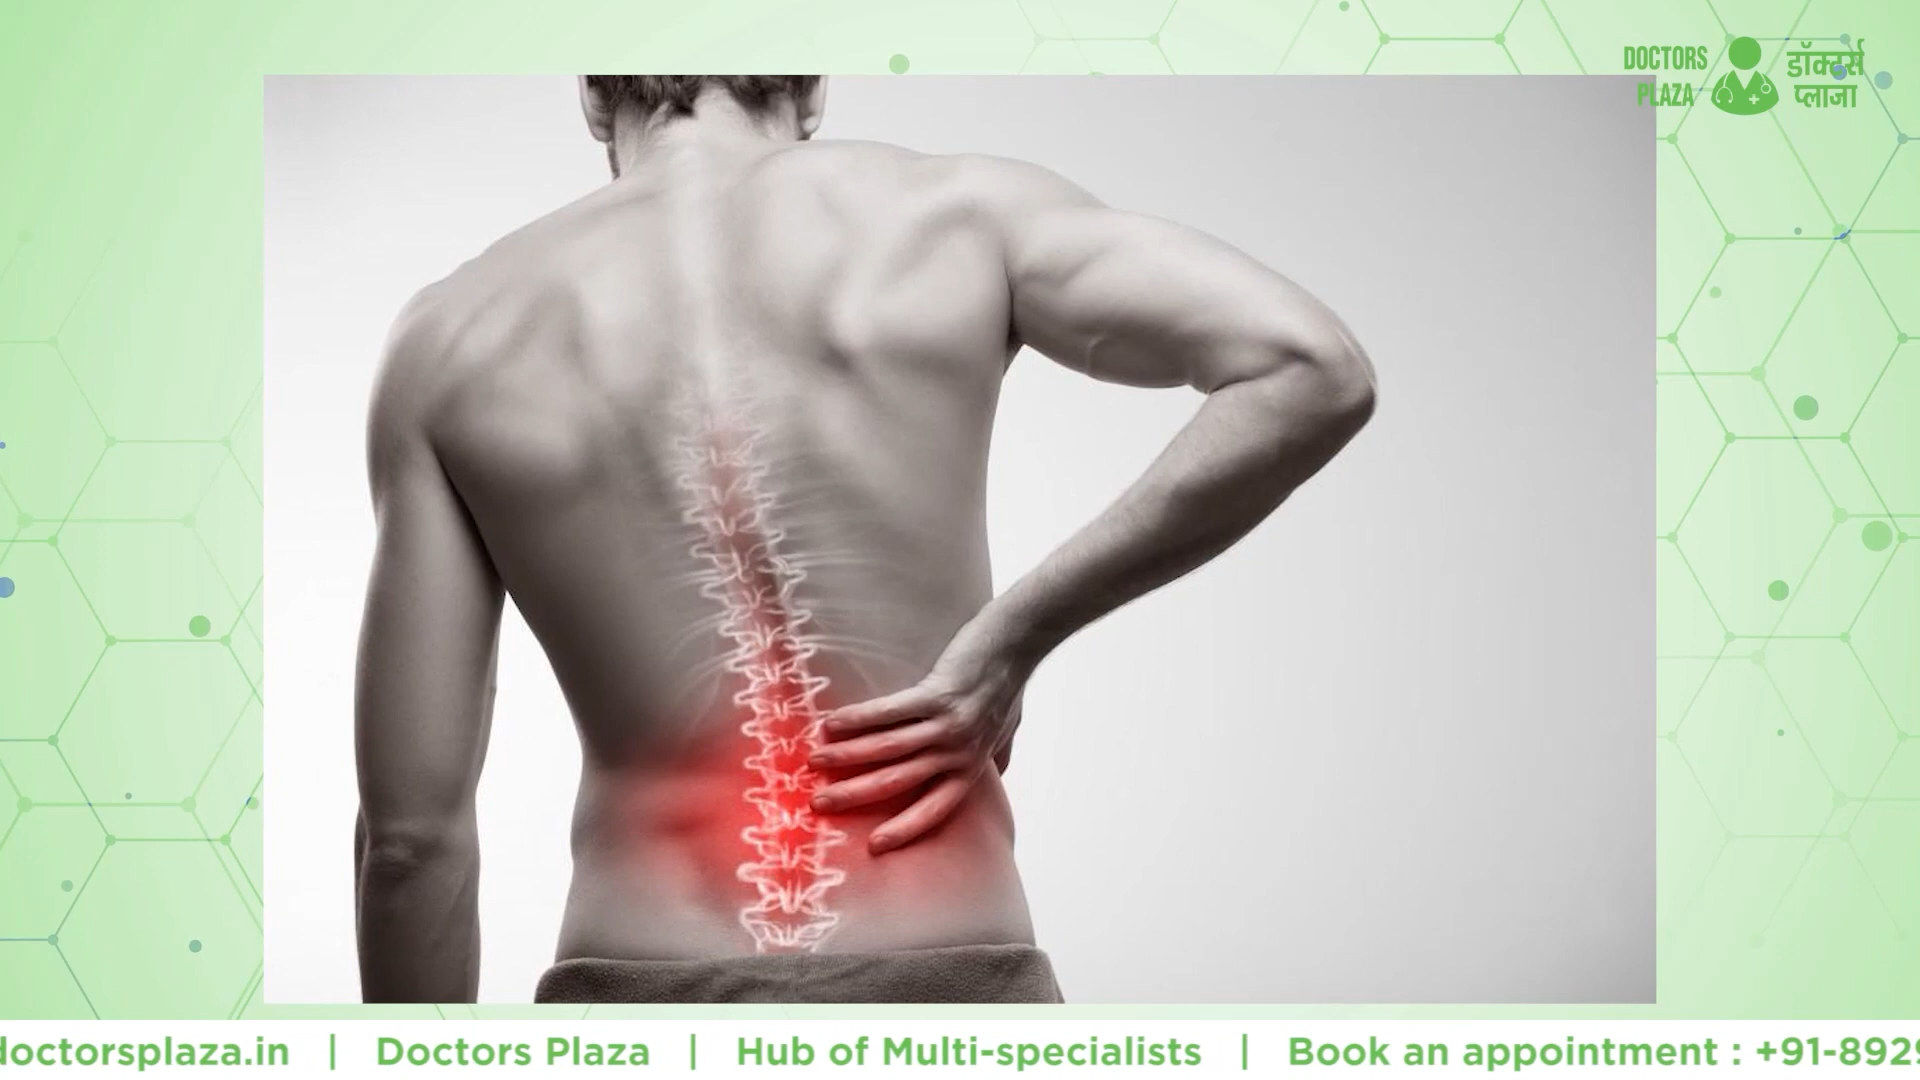 DOCTORS
PLAZA
डॉक्टर्स
प्लाजा
doctorsplaza.in | Doctors Plaza | Hub of Multi-specialists | Book an appointment : +91-892